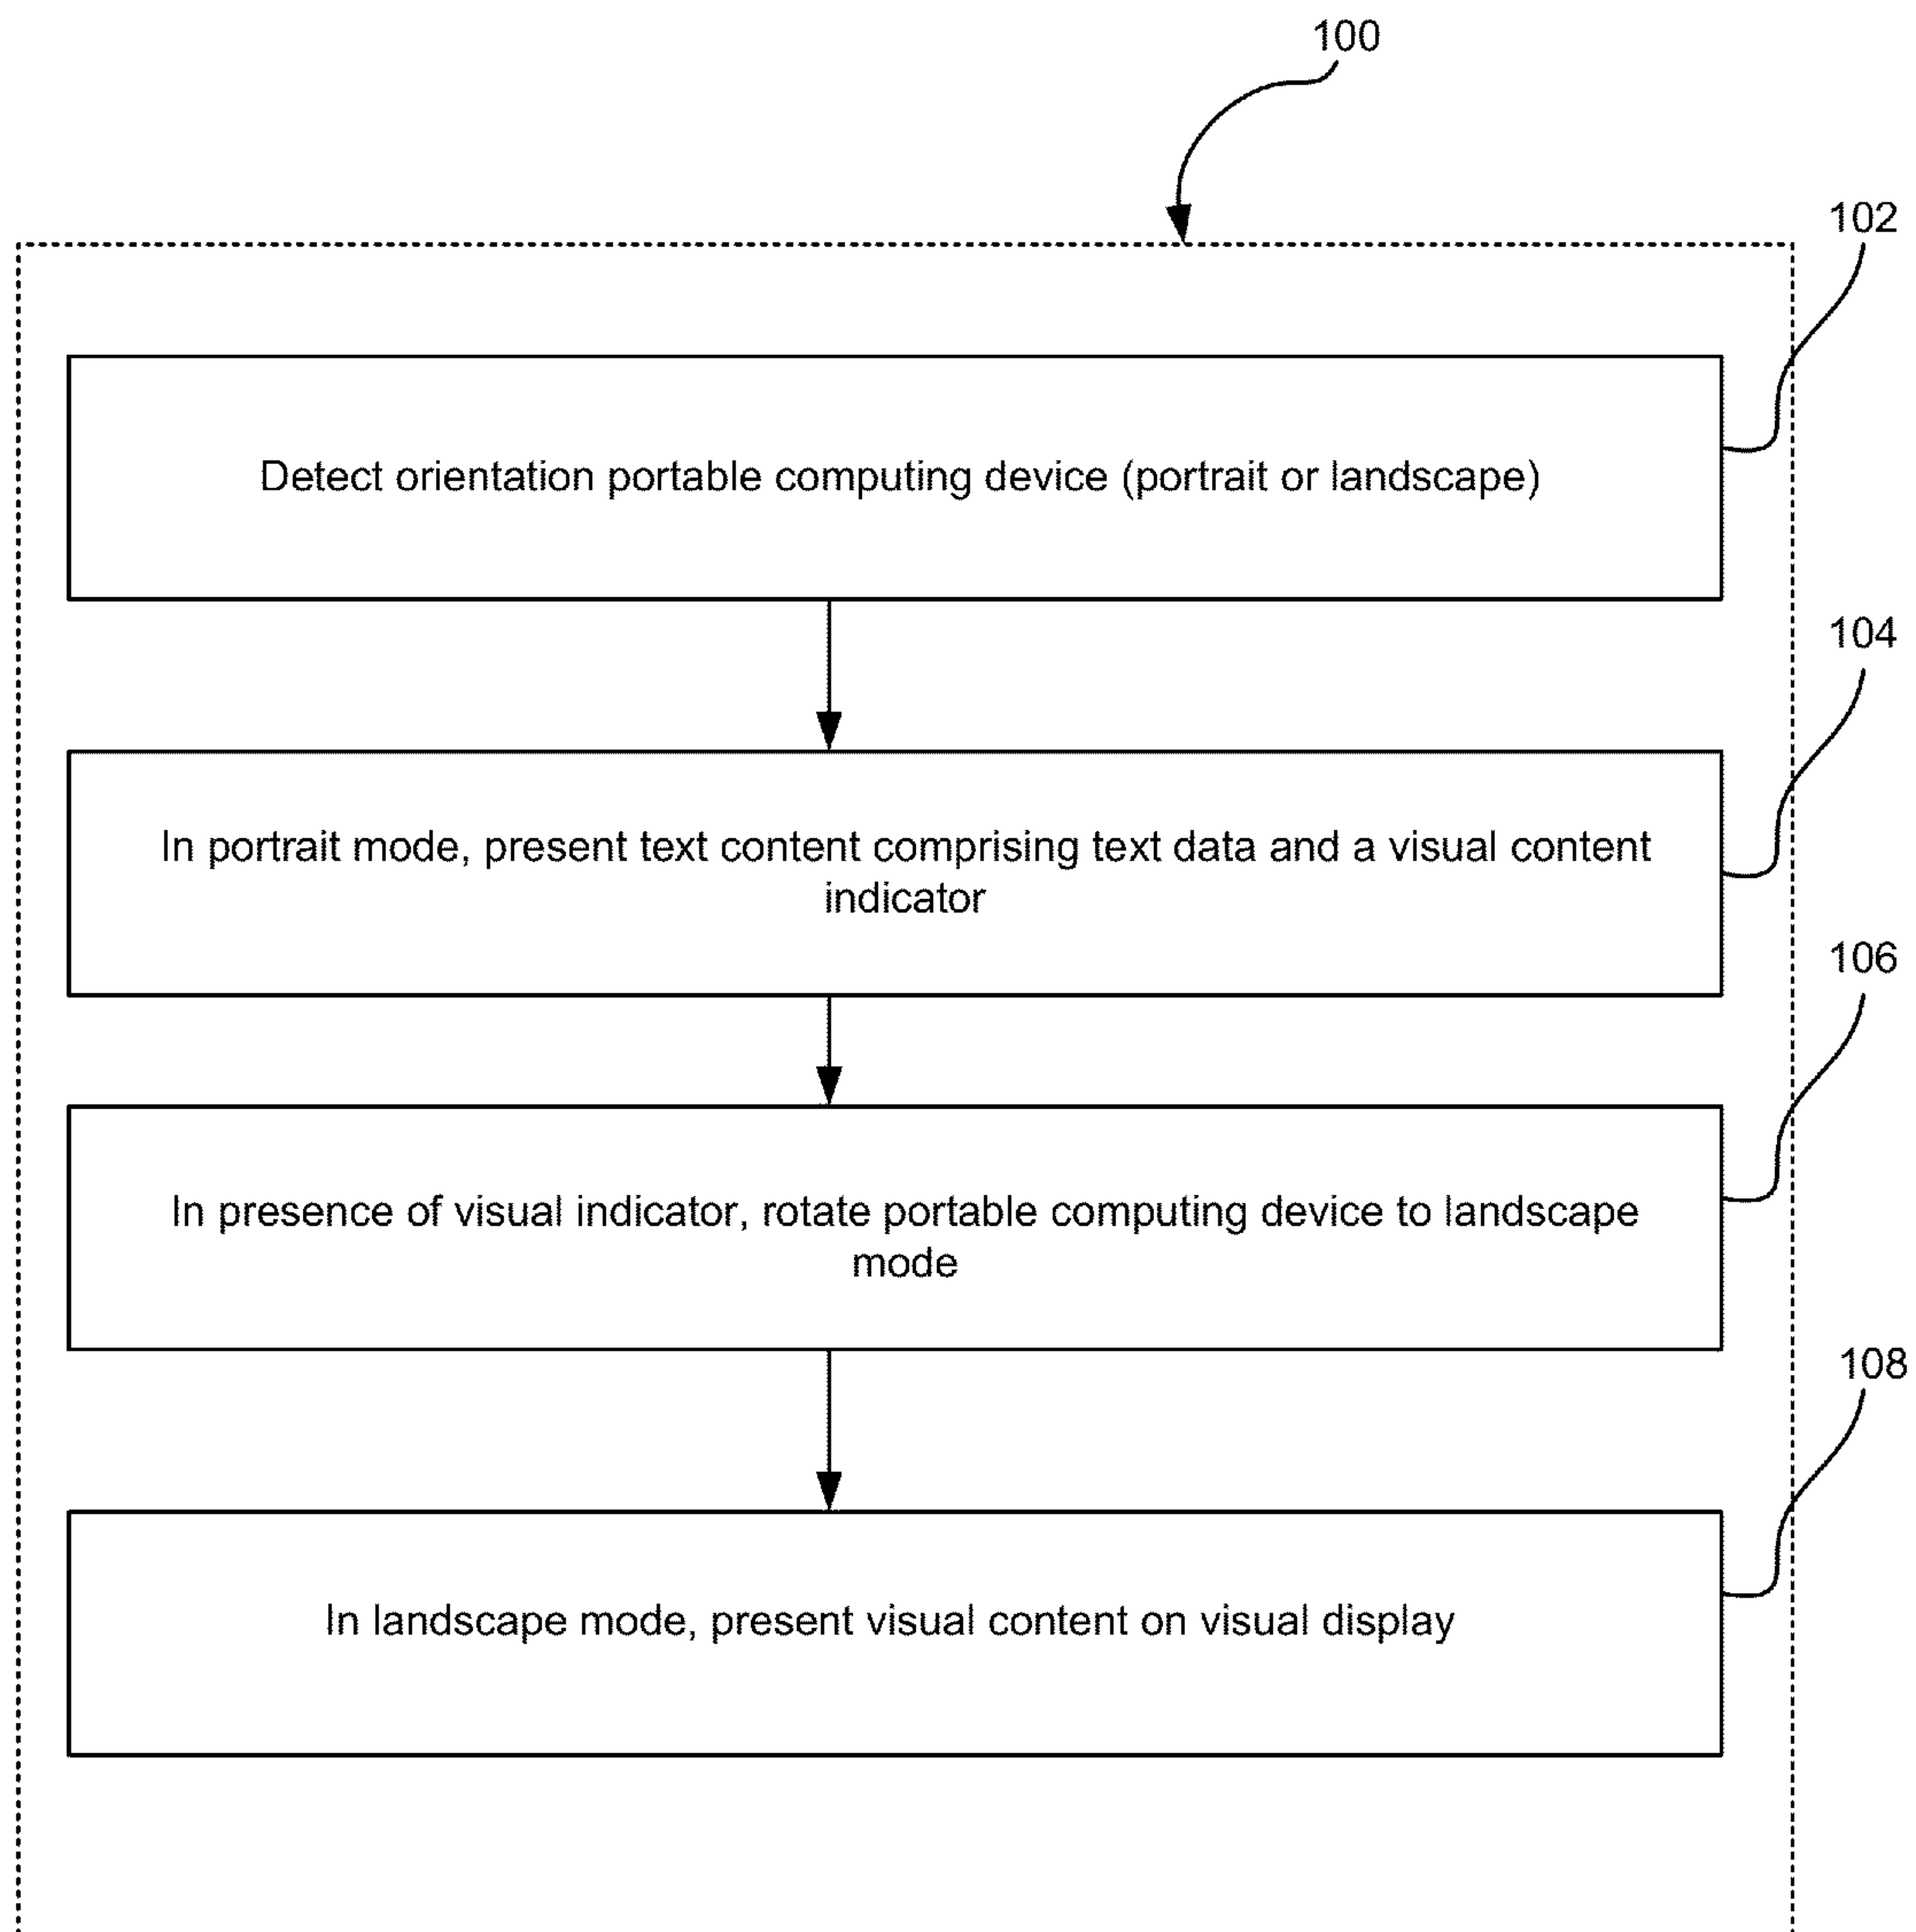 100
102
Detect orientation portable computing device (portrait or landscape)
104
In portrait mode, present text content comprising text data and a visual content
indicator
106
In presence of visual indicator, rotate portable computing device to landscape
mode
108
In landscape mode, present visual content on visual display